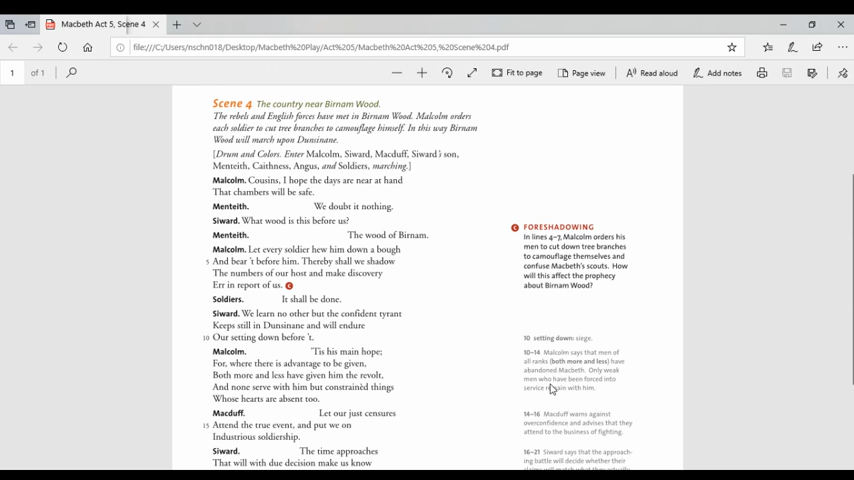 Macbeth Act 5, Scene 4
file:///C:/Users/nschn018/Desktop/Macbeth%20Play/Act%205/Macbeth%20Act%205,%20Scene%204.pdf
1 of 1
Fit to page
Page view
Read aloud
Add notes
Scene 4 The country near Birnam Wood.
The rebels and English forces have met in Birnam Wood. Malcolm orders
each soldier to cut tree branches to camouflage himself. In this way Birnam
Wood will march upon Dunsinane.
[Drum and Colors. Enter Malcolm, Siward, Macduff, Siward's son,
Menteith, Caithness, Angus, and Soldiers, marching.]
Malcolm. Cousins, I hope the days are near at hand
That chambers will be safe.
Menteith. We doubt it nothing.
Siward. What wood is this before us?
Menteith. The wood of Birnam.
Malcolm. Let every soldier hew him down a bough
5 And bear 't before him. Thereby shall we shadow
The numbers of our host and make discovery
Err in report of us. C
Soldiers. It shall be done.
Siward. We learn no other but the confident tyrant
Keeps still in Dunsinane and will endure
10 Our setting down before 't.
Malcolm. 'Tis his main hope;
For, where there is advantage to be given,
Both more and less have given him the revolt,
And none serve with him but constrainèd things
Whose hearts are absent too.
Macduff. Let our just censures
15 Attend the true event, and put we on
Industrious soldiership.
Siward. The time approaches
That will with due decision make us know
C FORESHADOWING
In lines 4–7, Malcolm orders his
men to cut down tree branches
to camouflage themselves and
confuse Macbeth's scouts. How
will this affect the prophecy
about Birnam Wood?
10 setting down: siege.
10–14 Malcolm says that men of
all ranks (both more and less) have
abandoned Macbeth. Only weak
men who have been forced into
service remain with him.
14–16 Macduff warns against
overconfidence and advises that they
attend to the business of fighting.
16–21 Siward says that the approach-
ing battle will decide whether their
claims will match what they actually